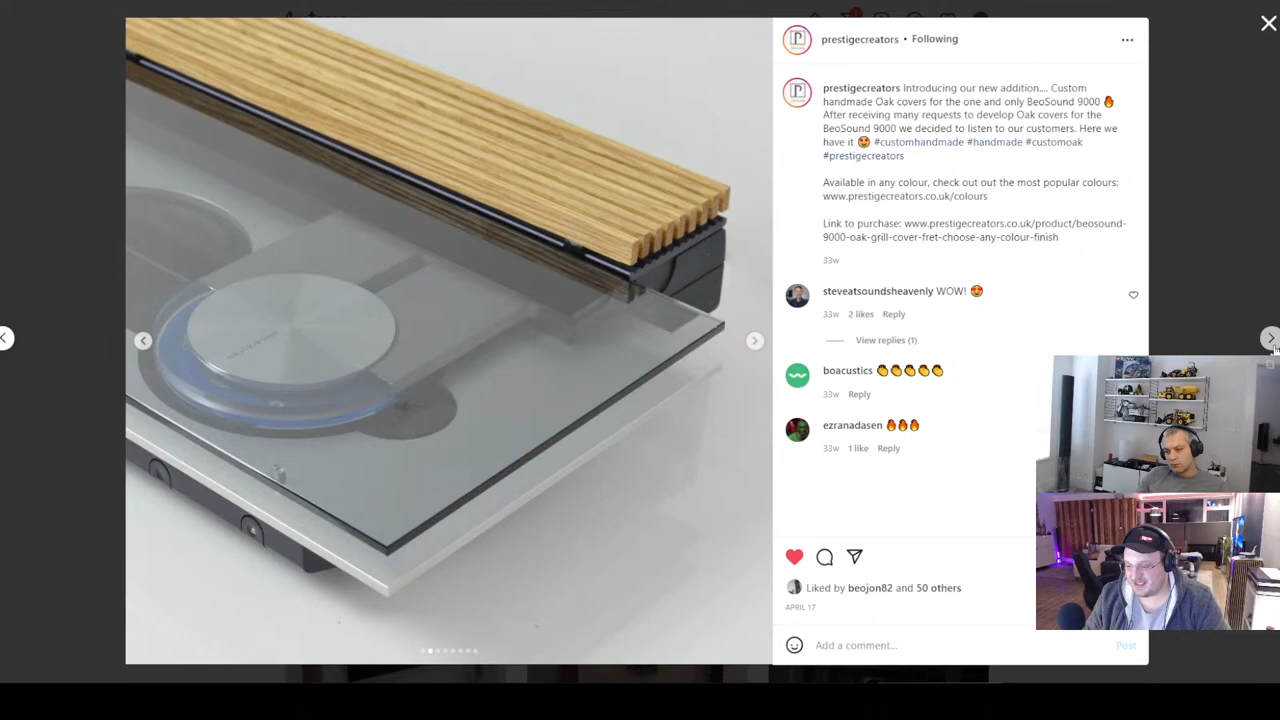 prestigecreators • Following
prestigecreators Introducing our new addition.... Custom
handmade Oak covers for the one and only BeoSound 9000 🔥
After receiving many requests to develop Oak covers for the
BeoSound 9000 we decided to listen to our customers. Here we
have it 😍 #customhandmade #handmade #customoak
#prestigecreators
Available in any colour, check out out the most popular colours:
www.prestigecreators.co.uk/colours
Link to purchase: www.prestigecreators.co.uk/product/beosound-
9000-oak-grill-cover-fret-choose-any-colour-finish
33w
steveatsoundsheavenly WOW! 😍
33w 2 likes Reply
View replies (1)
boacustics 👏👏👏👏👏
33w Reply
ezranadasen 🔥🔥🔥
33w 1 like Reply
Liked by beojon82 and 50 others
APRIL 17
Add a comment...
Post